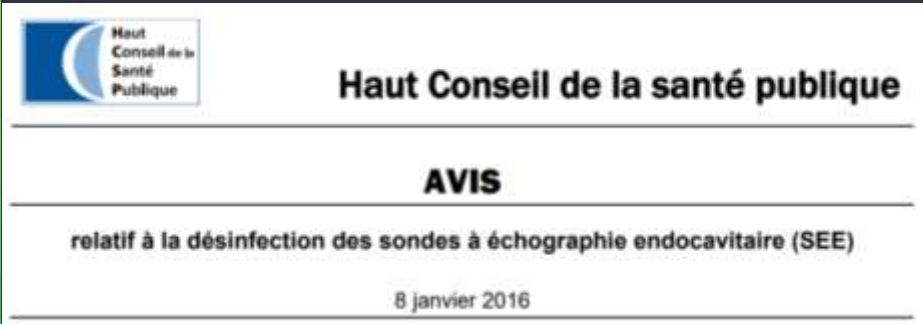 Haut
Conseil de la
Santé
Publique
Haut Conseil de la santé publique
AVIS
relatif à la désinfection des sondes à échographie endocavitaire (SEE)
8 janvier 2016